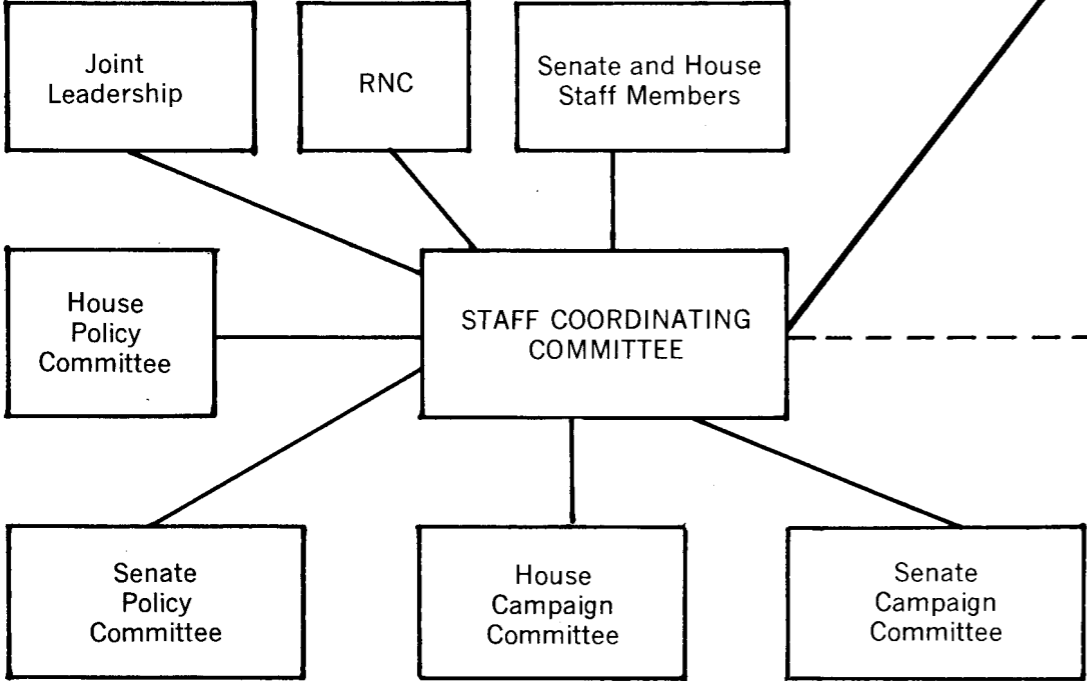 Joint
Leadership
RNC
Senate and House
Staff Members
House
Policy
Committee
STAFF COORDINATING
COMMITTEE
Senate
Policy
Committee
House
Campaign
Committee
Senate
Campaign
Committee